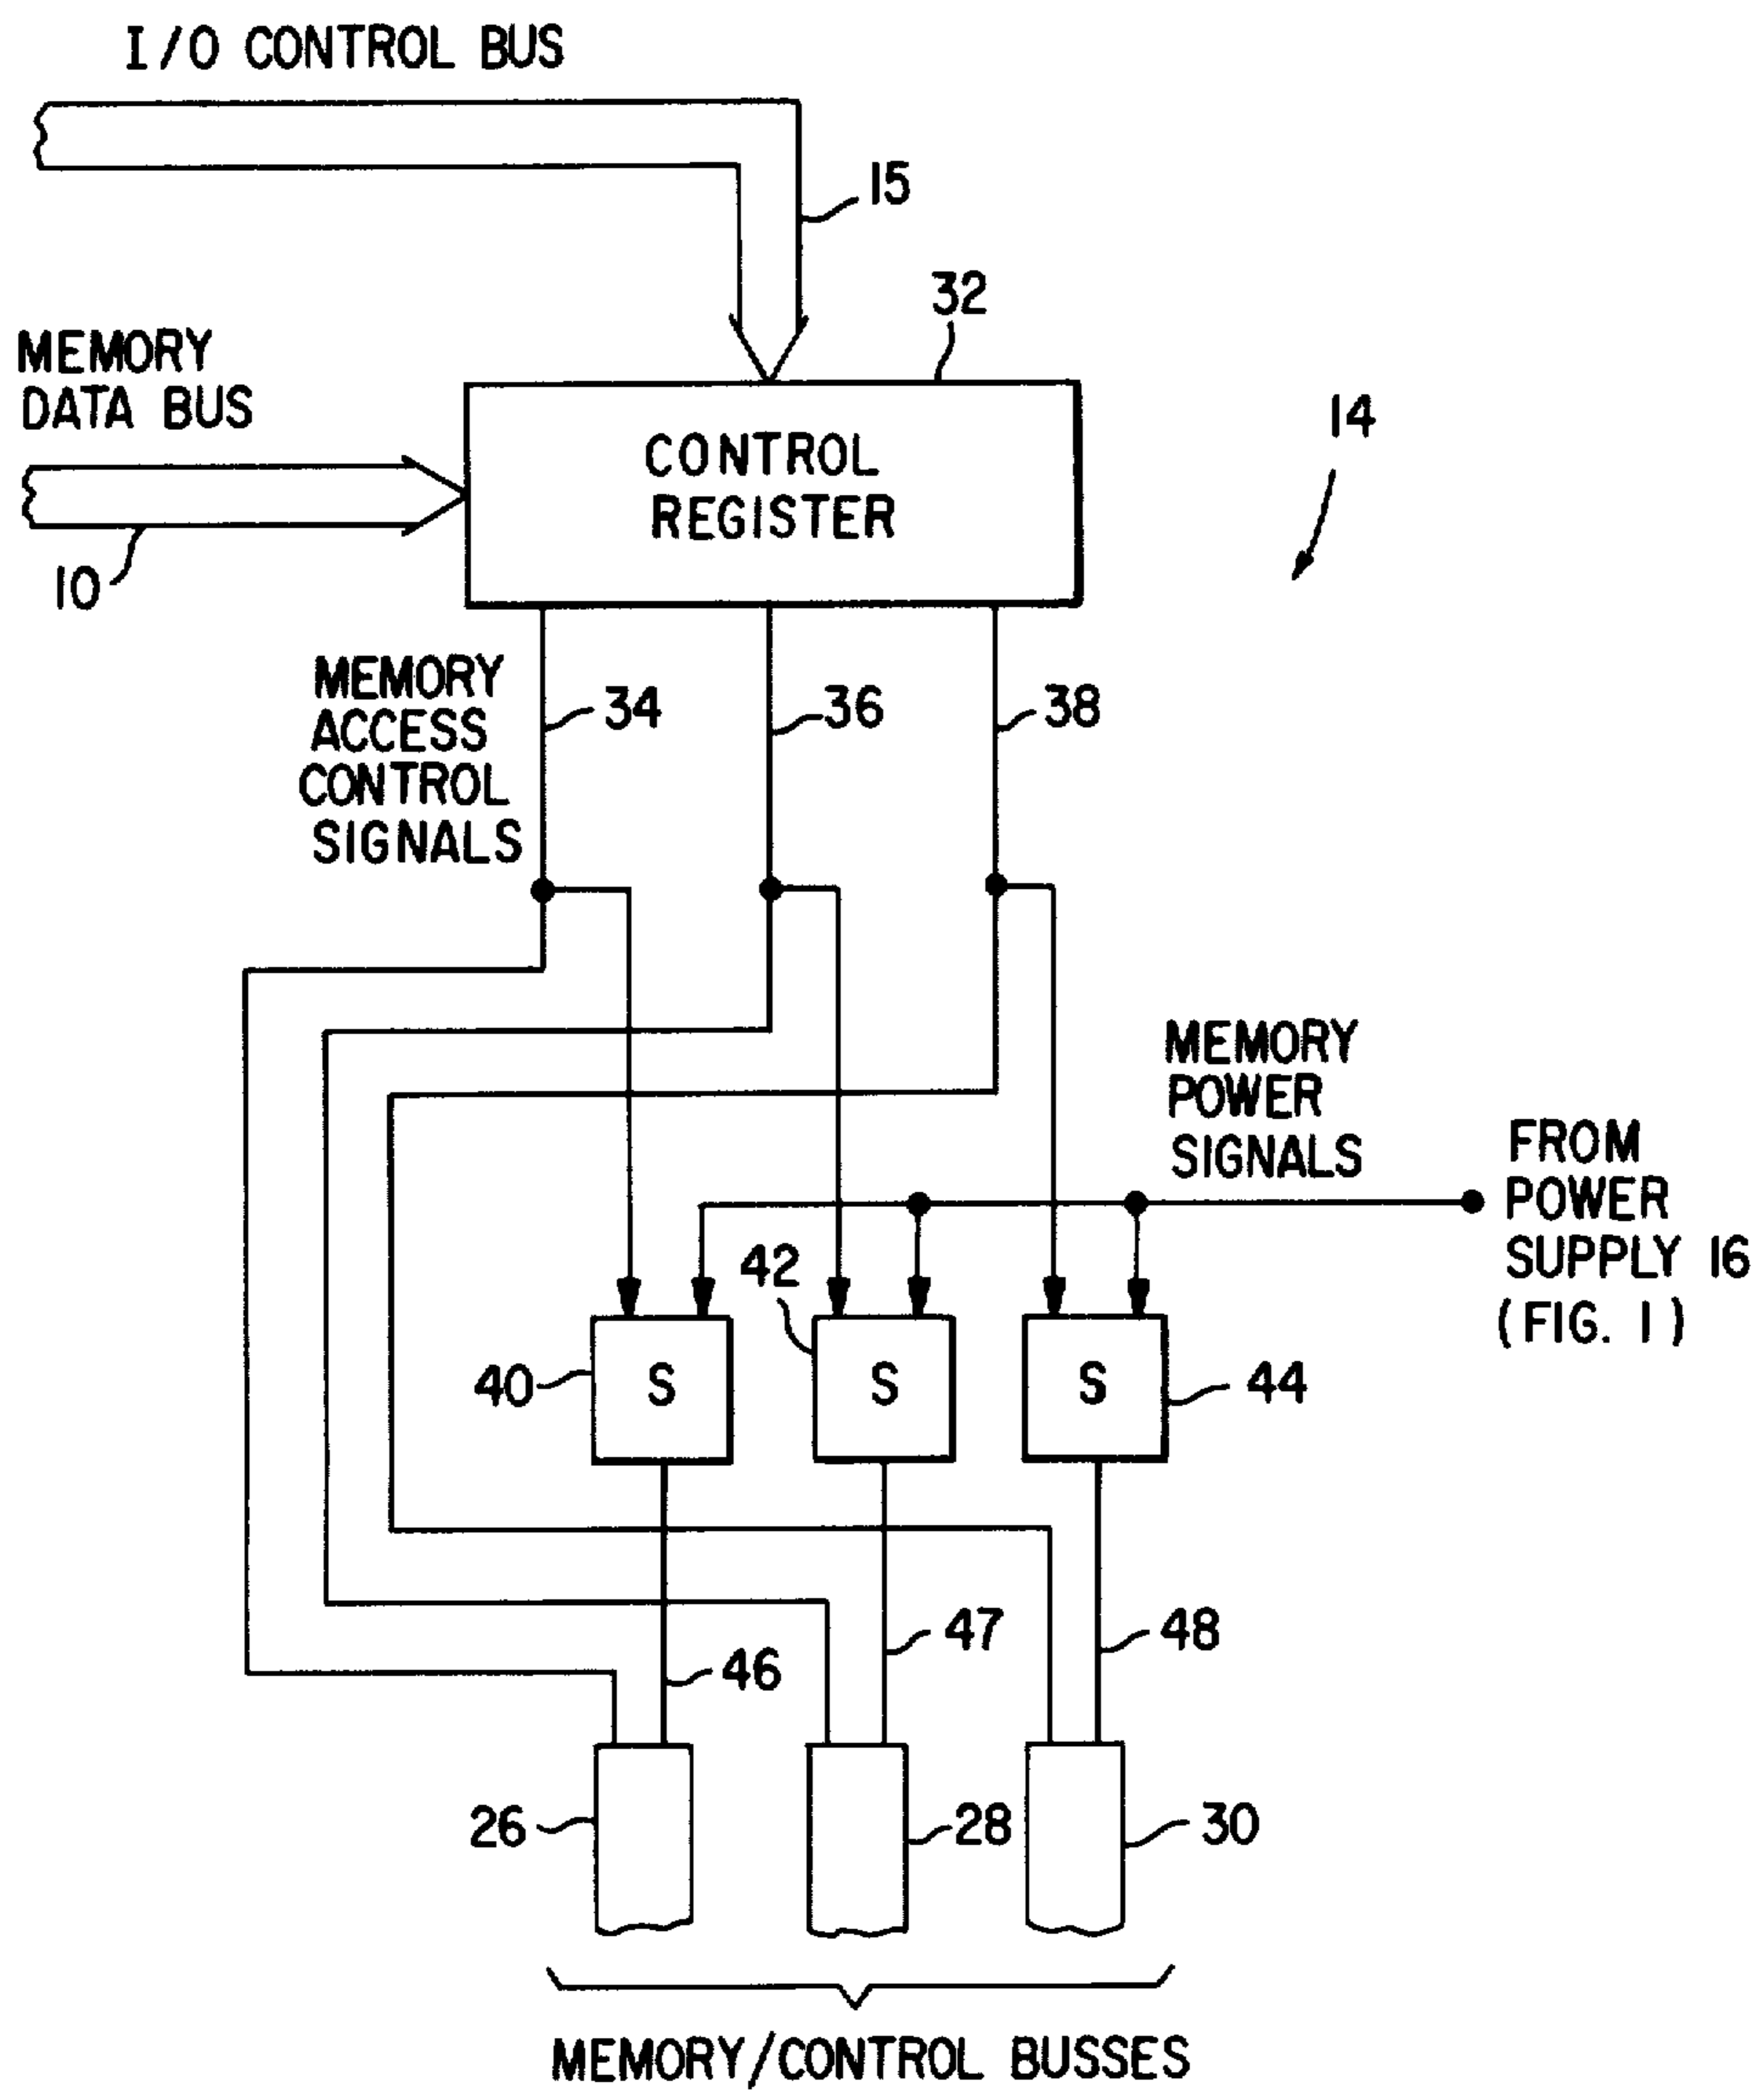 I/O CONTROL BUS
15
32
MEMORY
DATA BUS
14
CONTROL
REGISTER
10
MEMORY
ACCESS
CONTROL
SIGNALS
34
36
38
MEMORY
POWER
SIGNALS
FROM
POWER
SUPPLY 16
(FIG. 1)
42
40
S
S
S
44
47
48
46
26
28
30
MEMORY/CONTROL BUSSES